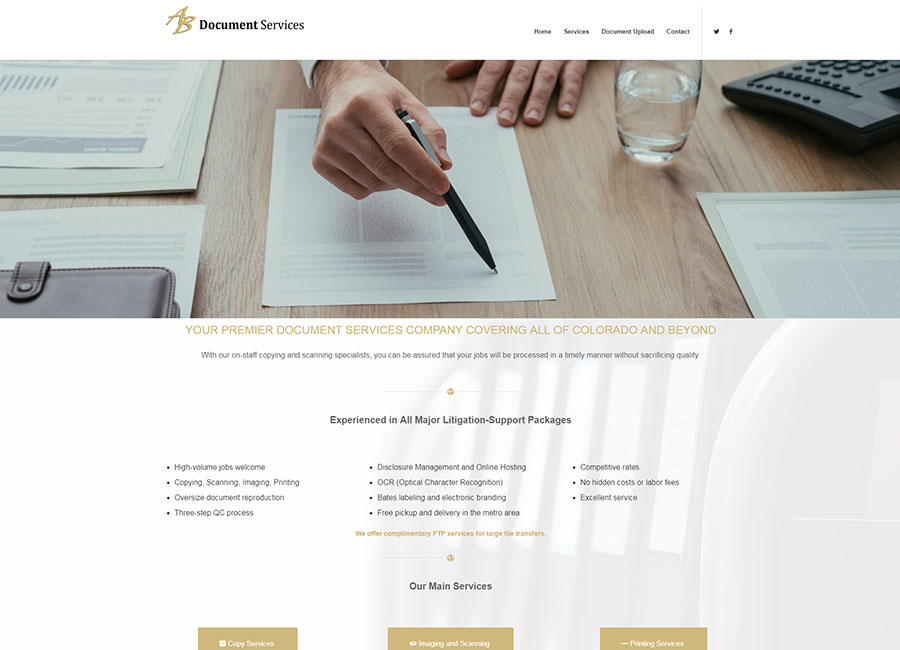 AB Document Services
Home Services Document Upload Contact
YOUR PREMIER DOCUMENT SERVICES COMPANY COVERING ALL OF COLORADO AND BEYOND
With our on-staff copying and scanning specialists, you can be assured that your jobs will be processed in a timely manner without sacrificing quality.
Experienced in All Major Litigation-Support Packages
High-volume jobs welcome
Copying, Scanning, Imaging, Printing
Oversize document reproduction
Three-step QC process
Disclosure Management and Online Hosting
OCR (Optical Character Recognition)
Bates labeling and electronic branding
Free pickup and delivery in the metro area
Competitive rates
No hidden costs or labor fees
Excellent service
We offer complimentary FTP services for large file transfers.
Our Main Services
Copy Services
Imaging and Scanning
Printing Services